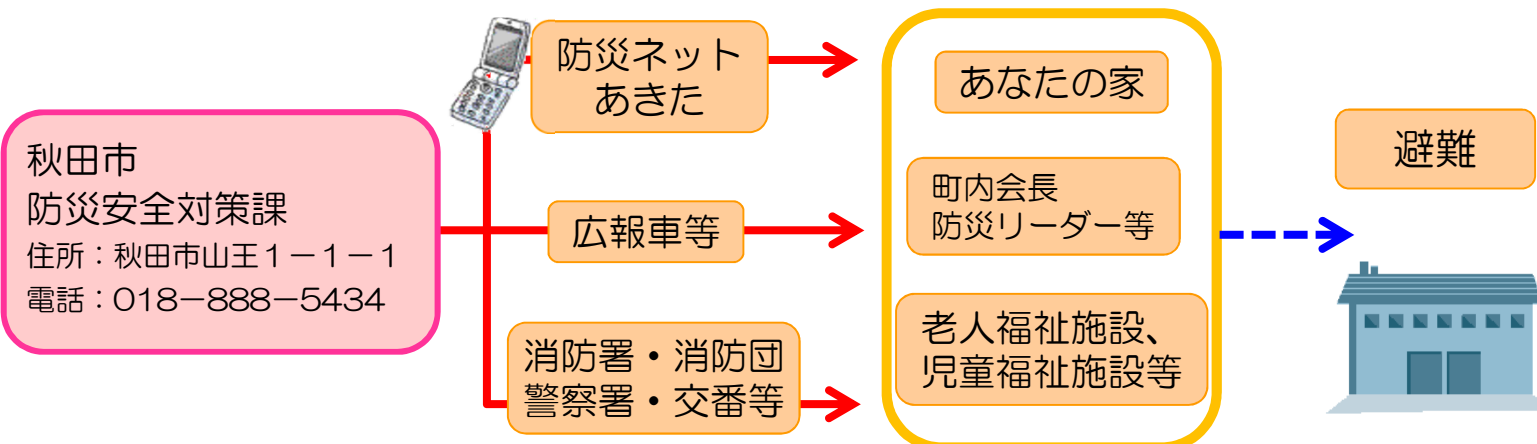 秋田市
防災安全対策課
住所：秋田市山王１－１－１
電話：018－888－5434
防災ネット
あきた
広報車等
消防署・消防団
警察署・交番等
あなたの家
町内会長
防災リーダー等
老人福祉施設、
児童福祉施設等
避難